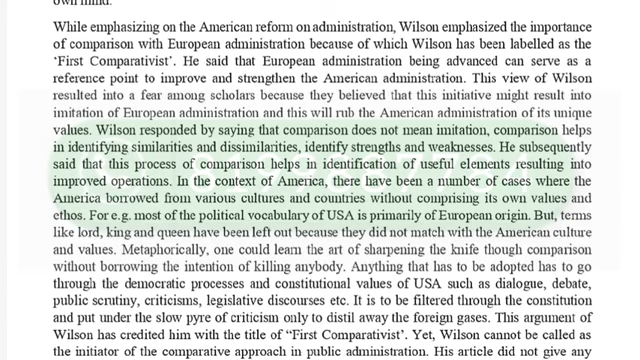 own mind.
While emphasizing on the American reform on administration, Wilson emphasized the importance
of comparison with European administration because of which Wilson has been labelled as the
‘First Comparativist’. He said that European administration being advanced can serve as a
reference point to improve and strengthen the American administration. This view of Wilson
resulted into a fear among scholars because they believed that this initiative might result into
imitation of European administration and this will rub the American administration of its unique
values. Wilson responded by saying that comparison does not mean imitation, comparison helps
in identifying similarities and dissimilarities, identify strengths and weaknesses. He subsequently
said that this process of comparison helps in identification of useful elements resulting into
improved operations. In the context of America, there have been a number of cases where the
America borrowed from various cultures and countries without comprising its own values and
ethos. For e.g. most of the political vocabulary of USA is primarily of European origin. But, terms
like lord, king and queen have been left out because they did not match with the American culture
and values. Metaphorically, one could learn the art of sharpening the knife though comparison
without borrowing the intention of killing anybody. Anything that has to be adopted has to go
through the democratic processes and constitutional values of USA such as dialogue, debate,
public scrutiny, criticisms, legislative discourses etc. It is to be filtered through the constitution
and put under the slow pyre of criticism only to distil away the foreign gases. This argument of
Wilson has credited him with the title of “First Comparativist’. Yet, Wilson cannot be called as
the initiator of the comparative approach in public administration. His article did not give any